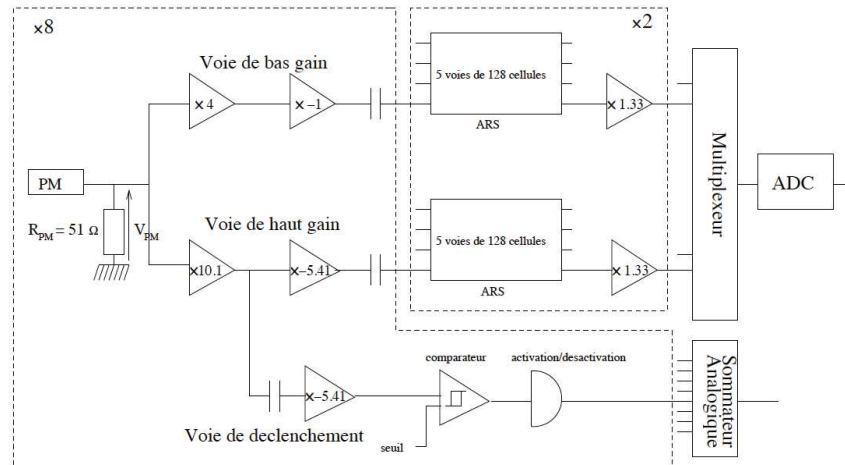 ×8
×2
Voie de bas gain
5 voies de 128 cellules
×4
×−1
×1.33
ARS
Multiplexeur
PM
ADC
R_PM = 51 Ω
V_PM
Voie de haut gain
5 voies de 128 cellules
×10.1
×−5.41
×1.33
ARS
comparateur
activation/desactivation
×−5.41
Sommateur
Analogique
Voie de declenchement
seuil